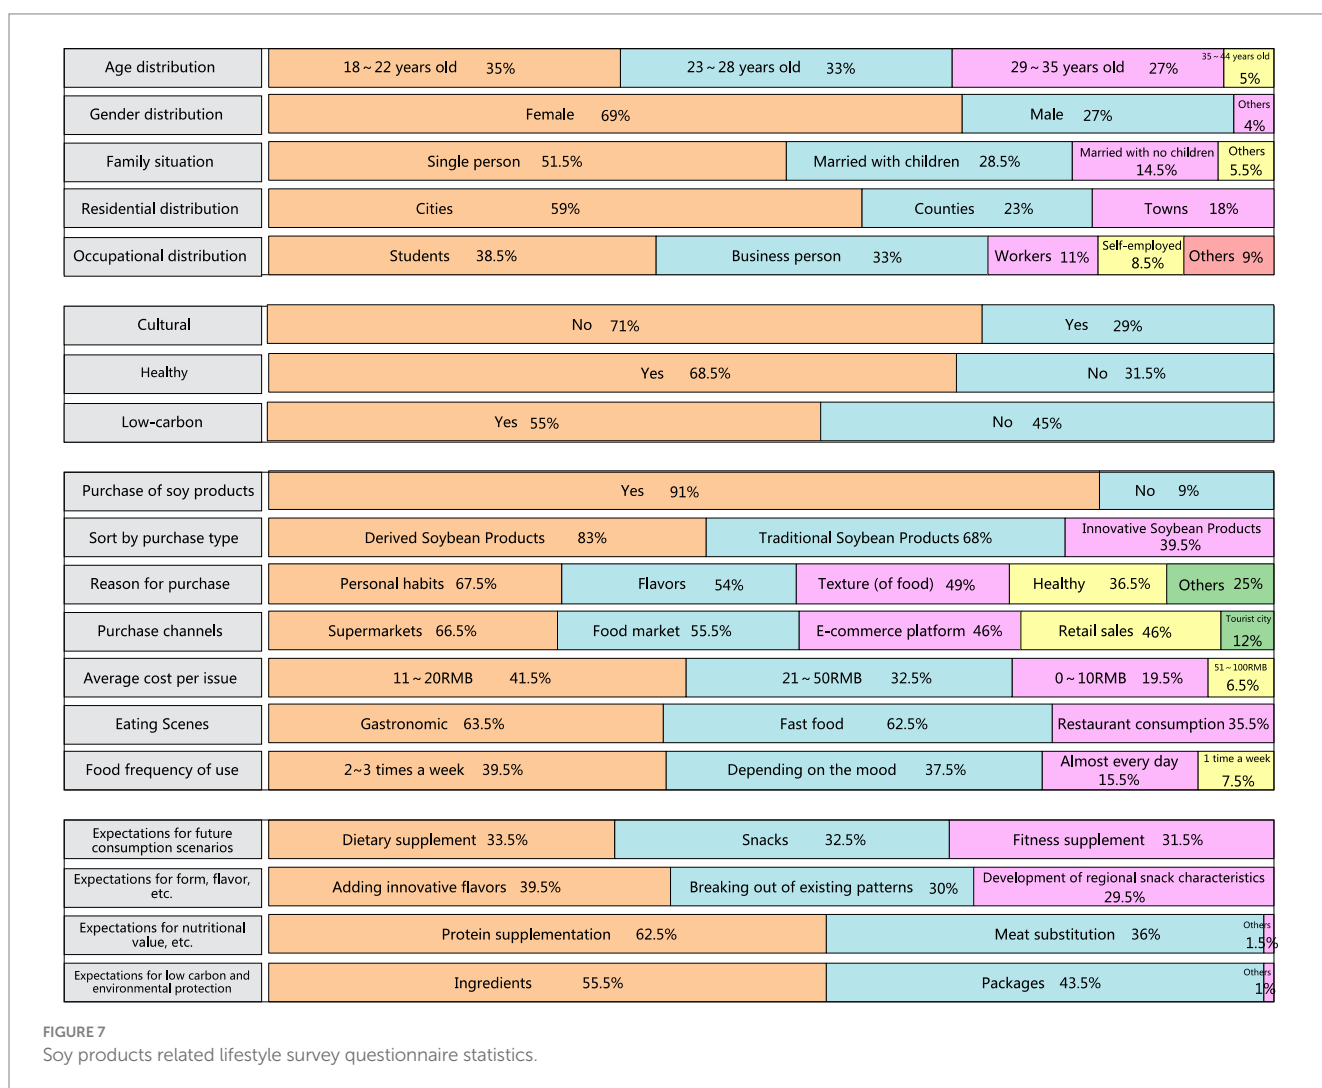 Age distribution 18~22 years old 35% 23~28 years old 33% 29~35 years old 27% 35~44 years old 5%
Gender distribution Female 69% Male 27% Others 4%
Family situation Single person 51.5% Married with children 28.5% Married with no children 14.5% Others 5.5%
Residential distribution Cities 59% Counties 23% Towns 18%
Occupational distribution Students 38.5% Business person 33% Workers 11% Self-employed 8.5% Others 9%
Cultural No 71% Yes 29%
Healthy Yes 68.5% No 31.5%
Low-carbon Yes 55% No 45%
Purchase of soy products Yes 91% No 9%
Sort by purchase type Derived Soybean Products 83% Traditional Soybean Products 68% Innovative Soybean Products 39.5%
Reason for purchase Personal habits 67.5% Flavors 54% Texture (of food) 49% Healthy 36.5% Others 25%
Purchase channels Supermarkets 66.5% Food market 55.5% E-commerce platform 46% Retail sales 46% Tourist city 12%
Average cost per issue 11~20RMB 41.5% 21~50RMB 32.5% 0~10RMB 19.5% 51~100RMB 6.5%
Eating Scenes Gastronomic 63.5% Fast food 62.5% Restaurant consumption 35.5%
Food frequency of use 2~3 times a week 39.5% Depending on the mood 37.5% Almost every day 15.5% 1 time a week 7.5%
Expectations for future consumption scenarios Dietary supplement 33.5% Snacks 32.5% Fitness supplement 31.5%
Expectations for form, flavor, etc. Adding innovative flavors 39.5% Breaking out of existing patterns 30% Development of regional snack characteristics 29.5%
Expectations for nutritional value, etc. Protein supplementation 62.5% Meat substitution 36% Others 1.5%
Expectations for low carbon and environmental protection Ingredients 55.5% Packages 43.5% Others 1%
FIGURE 7
Soy products related lifestyle survey questionnaire statistics.